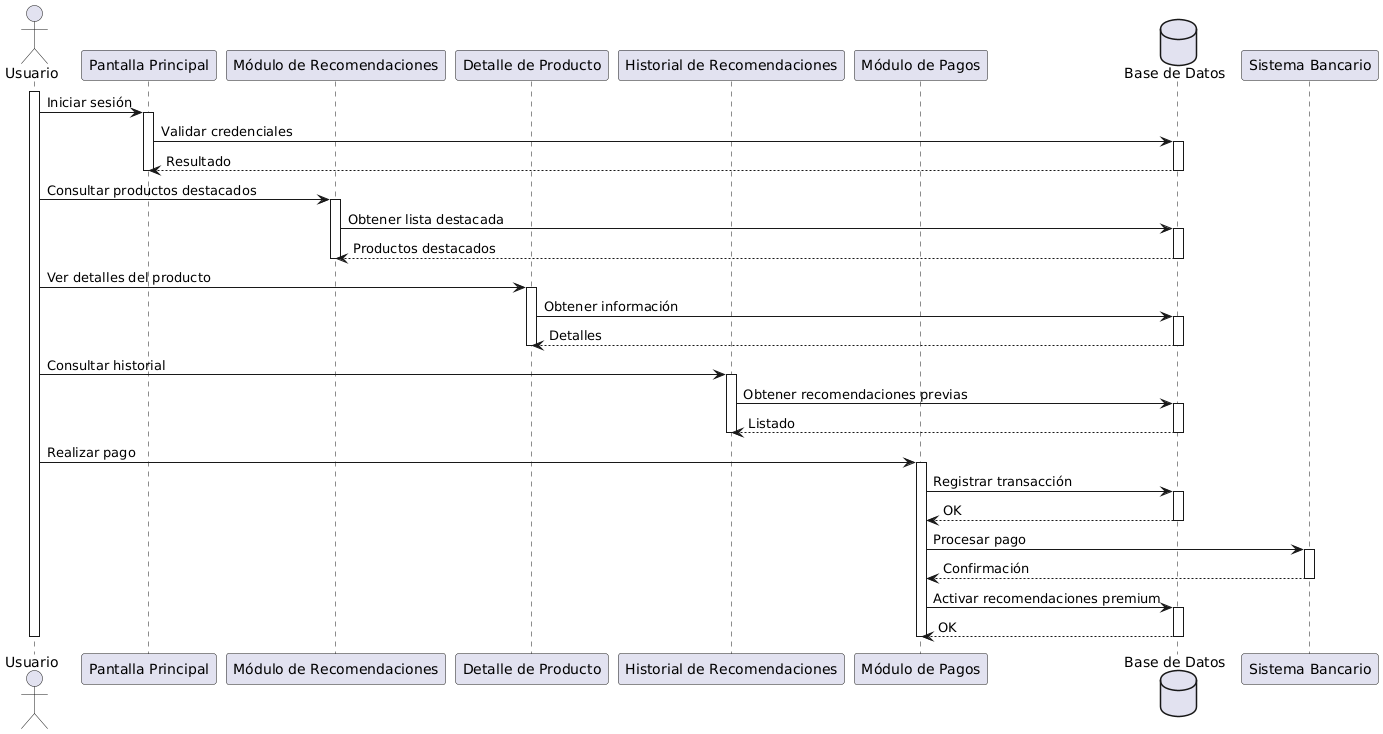 Usuario
Pantalla Principal
Módulo de Recomendaciones
Detalle de Producto
Historial de Recomendaciones
Módulo de Pagos
Base de Datos
Sistema Bancario
Iniciar sesión
Validar credenciales
Resultado
Consultar productos destacados
Obtener lista destacada
Productos destacados
Ver detalles del producto
Obtener información
Detalles
Consultar historial
Obtener recomendaciones previas
Listado
Realizar pago
Registrar transacción
OK
Procesar pago
Confirmación
Activar recomendaciones premium
OK
Usuario
Pantalla Principal
Módulo de Recomendaciones
Detalle de Producto
Historial de Recomendaciones
Módulo de Pagos
Base de Datos
Sistema Bancario